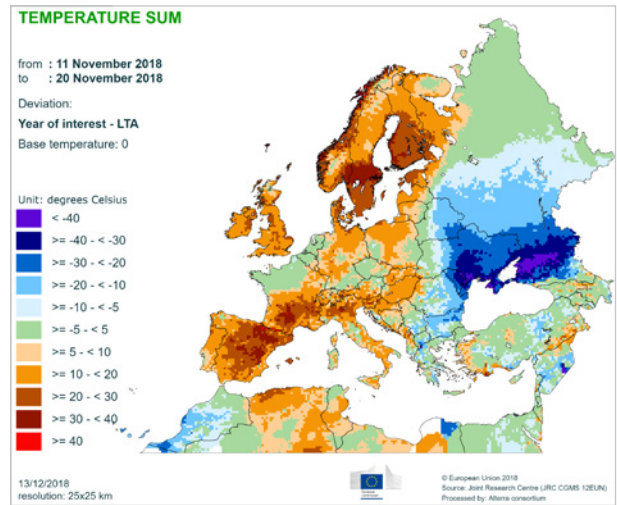 TEMPERATURE SUM
from : 11 November 2018
to : 20 November 2018
Deviation:
Year of interest - LTA
Base temperature: 0
Unit: degrees Celsius
< -40
>= -40 - < -30
>= -30 - < -20
>= -20 - < -10
>= -10 - < -5
>= -5 - < 5
>= 5 - < 10
>= 10 - < 20
>= 20 - < 30
>= 30 - < 40
>= 40
13/12/2018
resolution: 25x25 km
© European Union 2018
Source: Joint Research Centre (JRC CGMS 12EUN)
Processed by: Alterra consortium